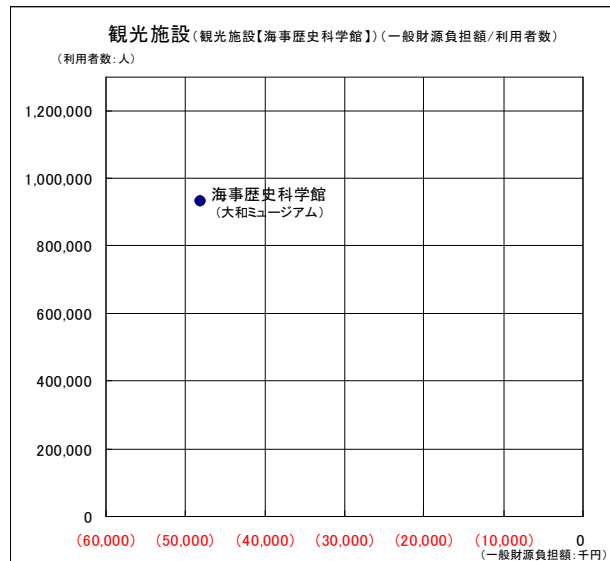 観光施設(観光施設【海事歴史科学館】)(一般財源負担額/利用者数)
(利用者数:人)
1,200,000
1,000,000
海事歴史科学館
(大和ミュージアム)
800,000
600,000
400,000
200,000
0
(60,000) (50,000) (40,000) (30,000) (20,000) (10,000) 0
(一般財源負担額:千円)